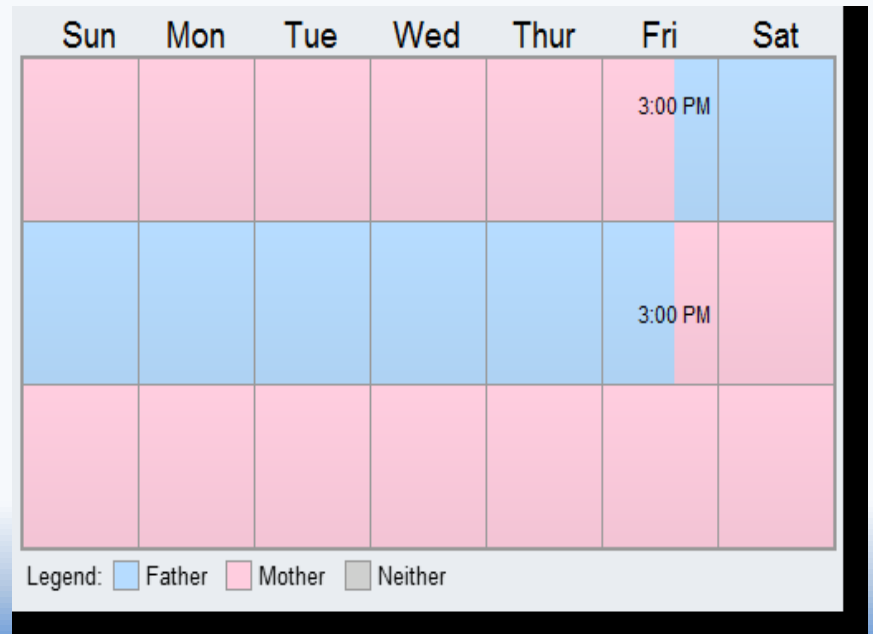 Sun Mon Tue Wed Thur Fri Sat
3:00 PM
3:00 PM
Legend: Father Mother Neither